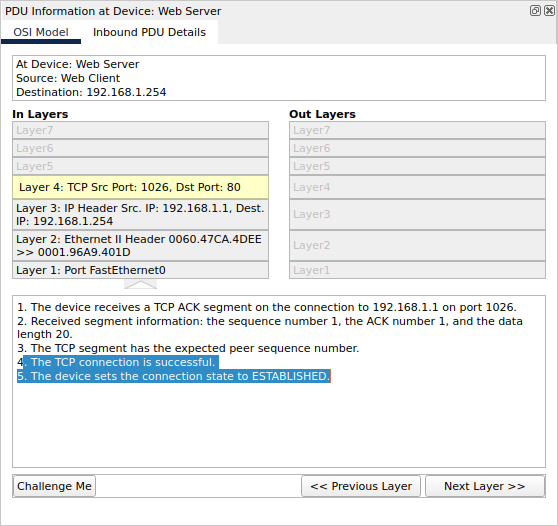 PDU Information at Device: Web Server
OSI Model Inbound PDU Details
At Device: Web Server
Source: Web Client
Destination: 192.168.1.254
In Layers Out Layers
Layer7 Layer7
Layer6 Layer6
Layer5 Layer5
Layer 4: TCP Src Port: 1026, Dst Port: 80 Layer4
Layer 3: IP Header Src. IP: 192.168.1.1, Dest.
IP: 192.168.1.254 Layer3
Layer 2: Ethernet II Header 0060.47CA.4DEE
>> 0001.96A9.401D Layer2
Layer 1: Port FastEthernet0 Layer1
1. The device receives a TCP ACK segment on the connection to 192.168.1.1 on port 1026.
2. Received segment information: the sequence number 1, the ACK number 1, and the data
length 20.
3. The TCP segment has the expected peer sequence number.
4. The TCP connection is successful.
5. The device sets the connection state to ESTABLISHED.
Challenge Me << Previous Layer Next Layer >>